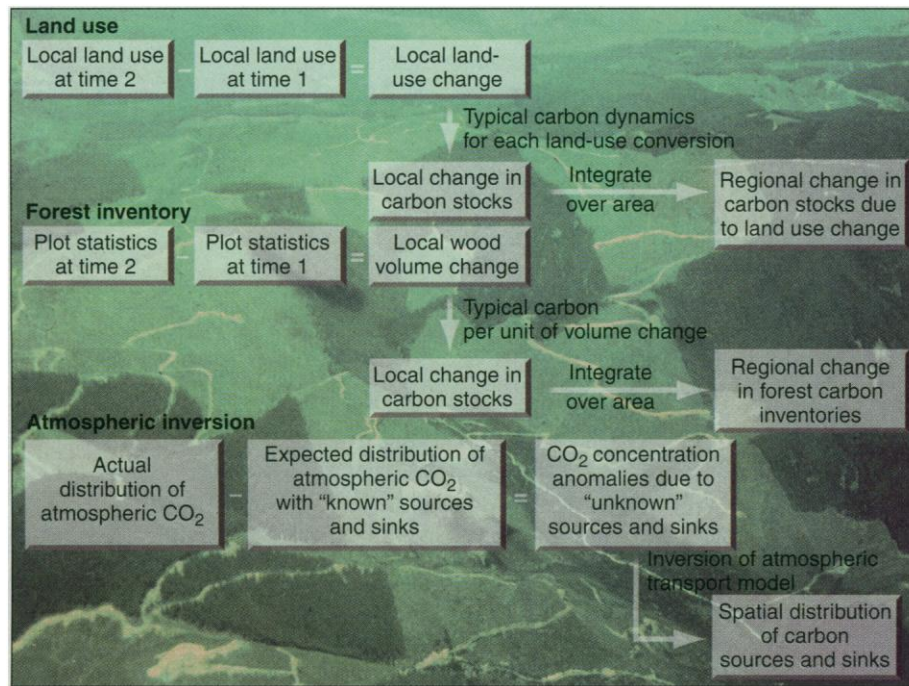 Land use
Local land use
at time 2
–
Local land use
at time 1
=
Local land-
use change
Typical carbon dynamics
for each land-use conversion
Local change in
carbon stocks
Integrate
over area
Regional change in
carbon stocks due
to land use change
Forest inventory
Plot statistics
at time 2
–
Plot statistics
at time 1
=
Local wood
volume change
Typical carbon
per unit of volume change
Local change in
carbon stocks
Integrate
over area
Regional change
in forest carbon
inventories
Atmospheric inversion
Actual
distribution of
atmospheric CO₂
–
Expected distribution of
atmospheric CO₂
with “known” sources
and sinks
=
CO₂ concentration
anomalies due to
“unknown”
sources and sinks
Inversion of atmospheric
transport model
Spatial distribution
of carbon
sources and sinks